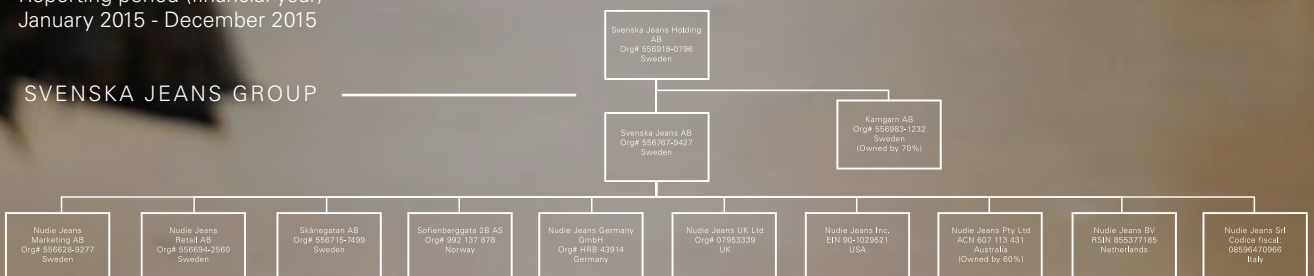 Reporting period (financial year)
January 2015 - December 2015
SVENSKA JEANS GROUP
Svenska Jeans Holding
AB
Org# 556918-0796
Sweden
Svenska Jeans AB
Org# 556767-9427
Sweden
Kamgarn AB
Org# 556983-1232
Sweden
(Owned by 70%)
Nudie Jeans
Marketing AB
Org# 556628-9277
Sweden
Nudie Jeans
Retail AB
Org# 556694-2560
Sweden
Skånegatan AB
Org# 556715-7499
Sweden
Sofienberggata 2B AS
Org# 992 137 878
Norway
Nudie Jeans Germany
GmbH
Org# HRB 43914
Germany
Nudie Jeans UK Ltd
Org# 07953339
UK
Nudie Jeans Inc.
EIN 90-1029521
USA
Nudie Jeans Pty Ltd
ACN 607 113 431
Australia
(Owned by 60%)
Nudie Jeans BV
RSIN 855377185
Netherlands
Nudie Jeans Srl
Codice fiscal:
08596470966
Italy